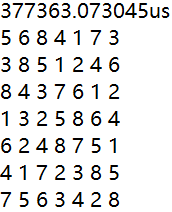 377363.073045us
5 6 8 4 1 7 3
3 8 5 1 2 4 6
8 4 3 7 6 1 2
1 3 2 5 8 6 4
6 2 4 8 7 5 1
4 1 7 2 3 8 5
7 5 6 3 4 2 8